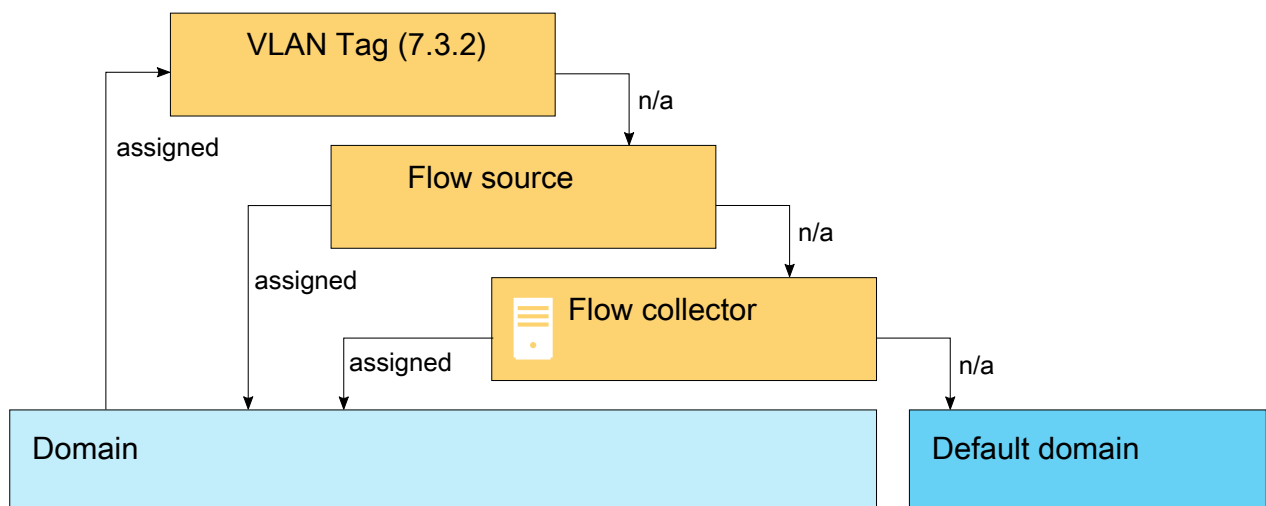 VLAN Tag (7.3.2)
n/a
assigned
Flow source
n/a
assigned
Flow collector
assigned
n/a
Domain
Default domain